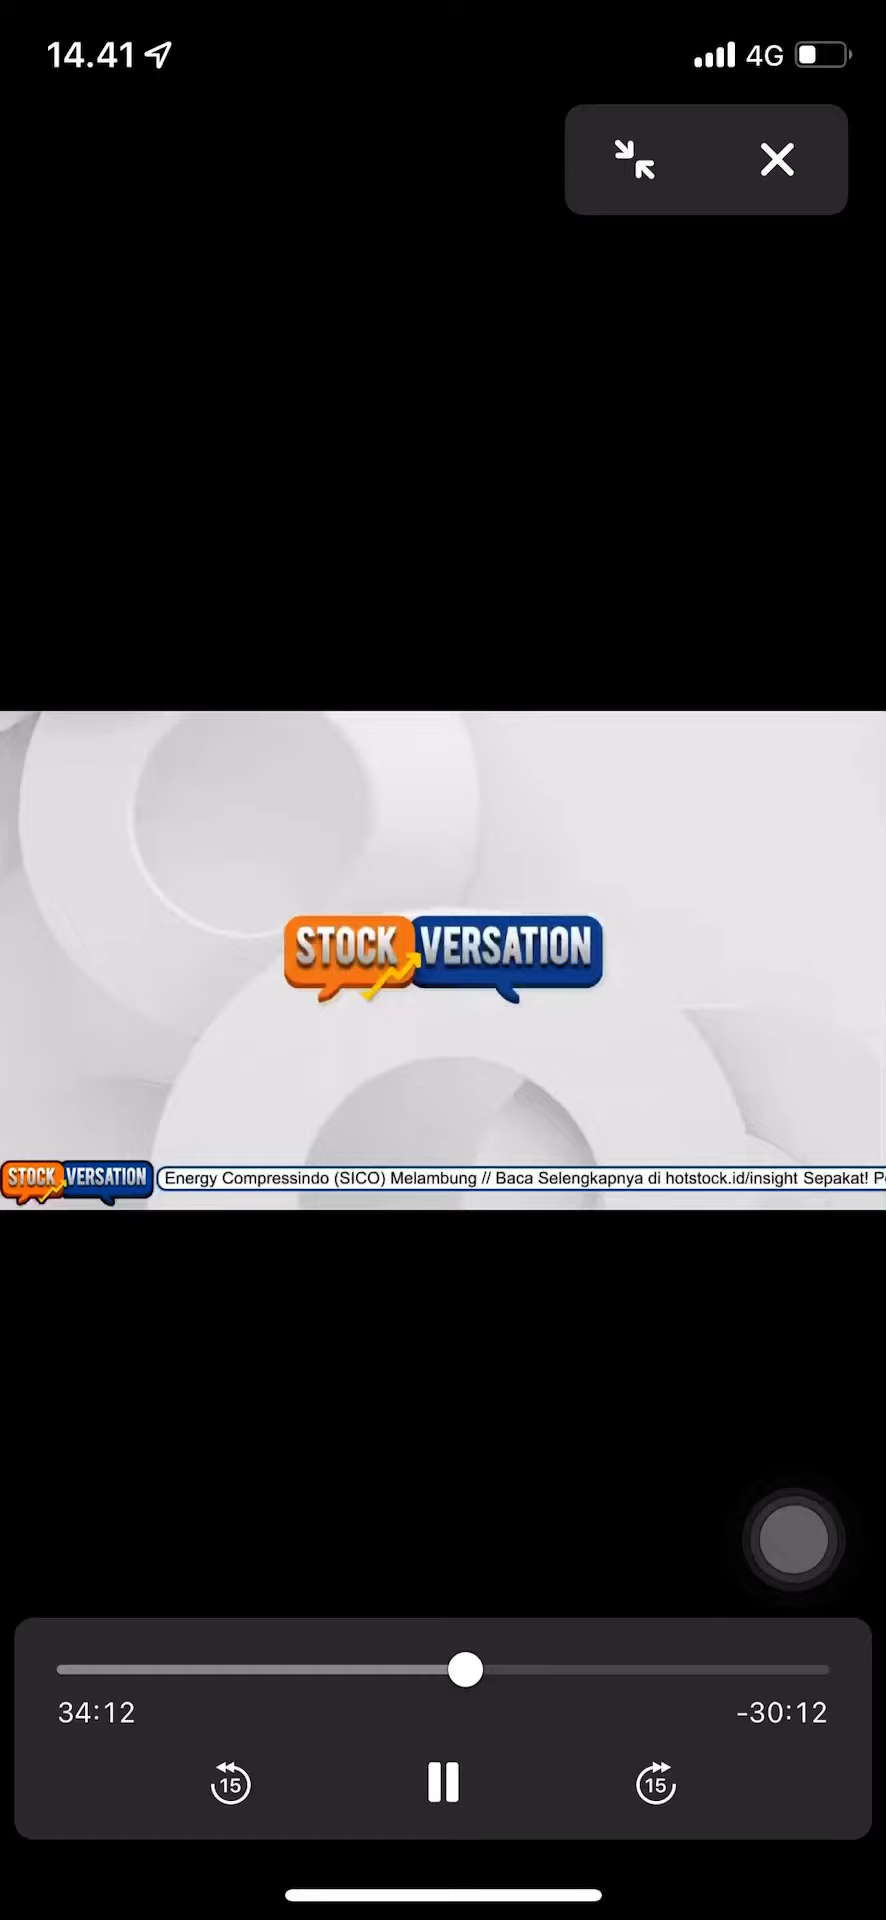 14.41
4G
STOCK VERSATION
STOCK VERSATION
Energy Compressindo (SICO) Melambung // Baca Selengkapnya di hotstock.id/insight Sepakat!
34:12
-30:12
15
15